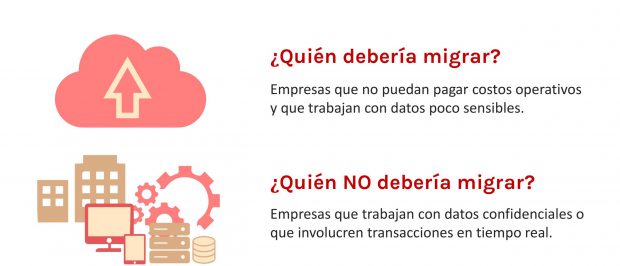 ¿Quién debería migrar?
Empresas que no puedan pagar costos operativos
y que trabajan con datos poco sensibles.
¿Quién NO debería migrar?
Empresas que trabajan con datos confidenciales o
que involucren transacciones en tiempo real.